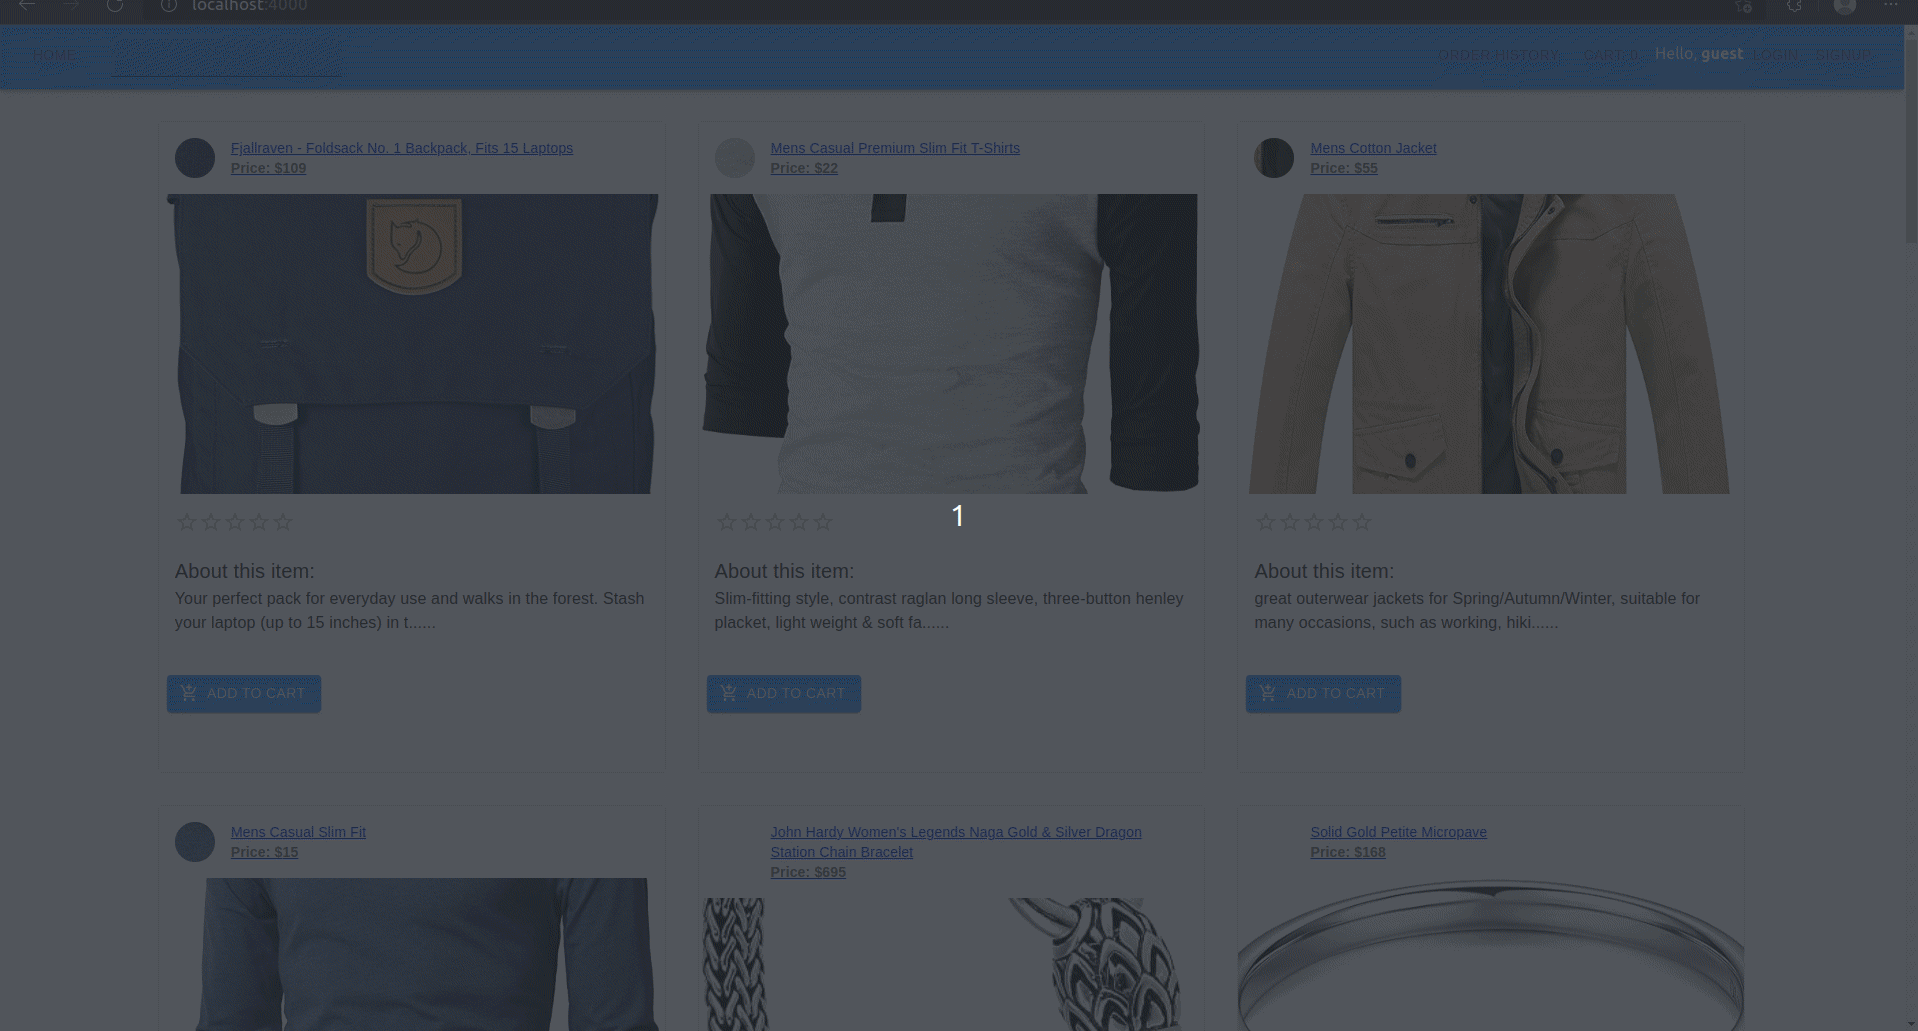 localhost:4000
HOME
ORDER HISTORY CART 0 Hello, guest LOGIN SIGNUP
Fjallraven - Foldsack No. 1 Backpack, Fits 15 Laptops
Price: $109
Mens Casual Premium Slim Fit T-Shirts
Price: $22
Mens Cotton Jacket
Price: $55
1
About this item:
Your perfect pack for everyday use and walks in the forest. Stash
your laptop (up to 15 inches) in t......
ADD TO CART
About this item:
Slim-fitting style, contrast raglan long sleeve, three-button henley
placket, light weight & soft fa......
ADD TO CART
About this item:
great outerwear jackets for Spring/Autumn/Winter, suitable for
many occasions, such as working, hiki......
ADD TO CART
Mens Casual Slim Fit
Price: $15
John Hardy Women's Legends Naga Gold & Silver Dragon
Station Chain Bracelet
Price: $695
Solid Gold Petite Micropave
Price: $168